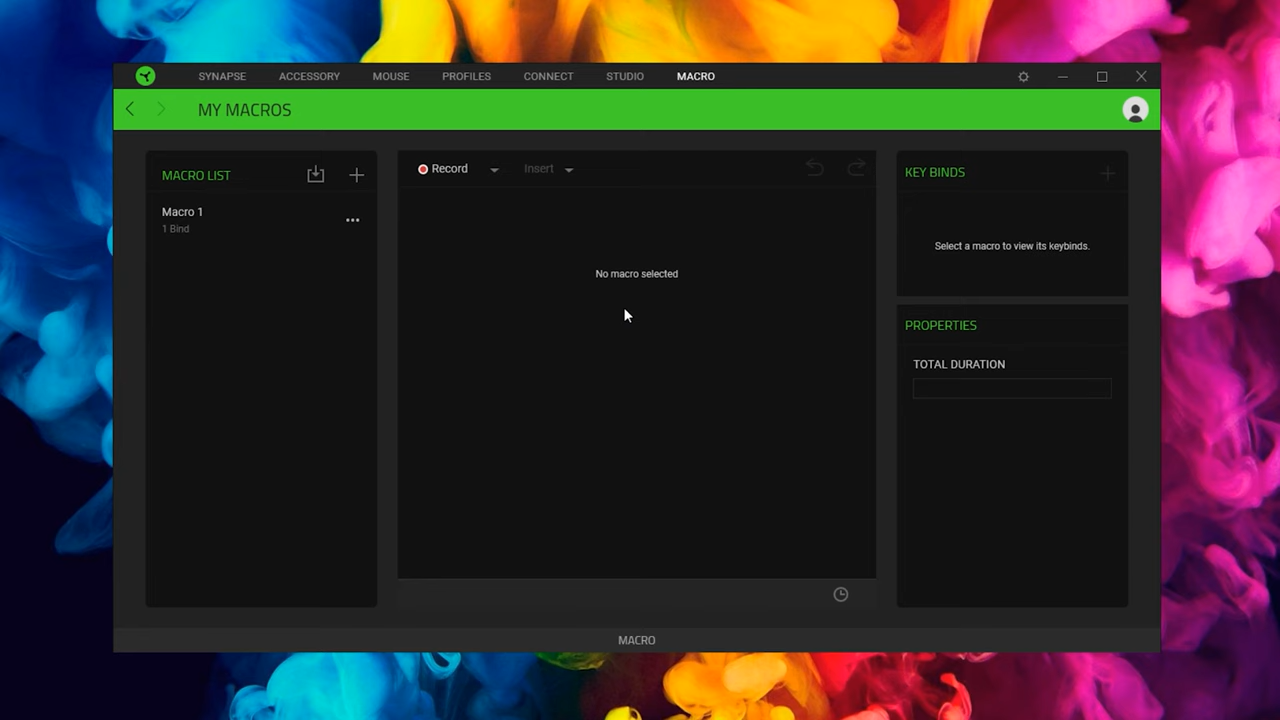 SYNAPSE ACCESSORY MOUSE PROFILES CONNECT STUDIO MACRO
MY MACROS
MACRO LIST
Macro 1
1 Bind
Record Insert
No macro selected
KEY BINDS
Select a macro to view its keybinds.
PROPERTIES
TOTAL DURATION
MACRO